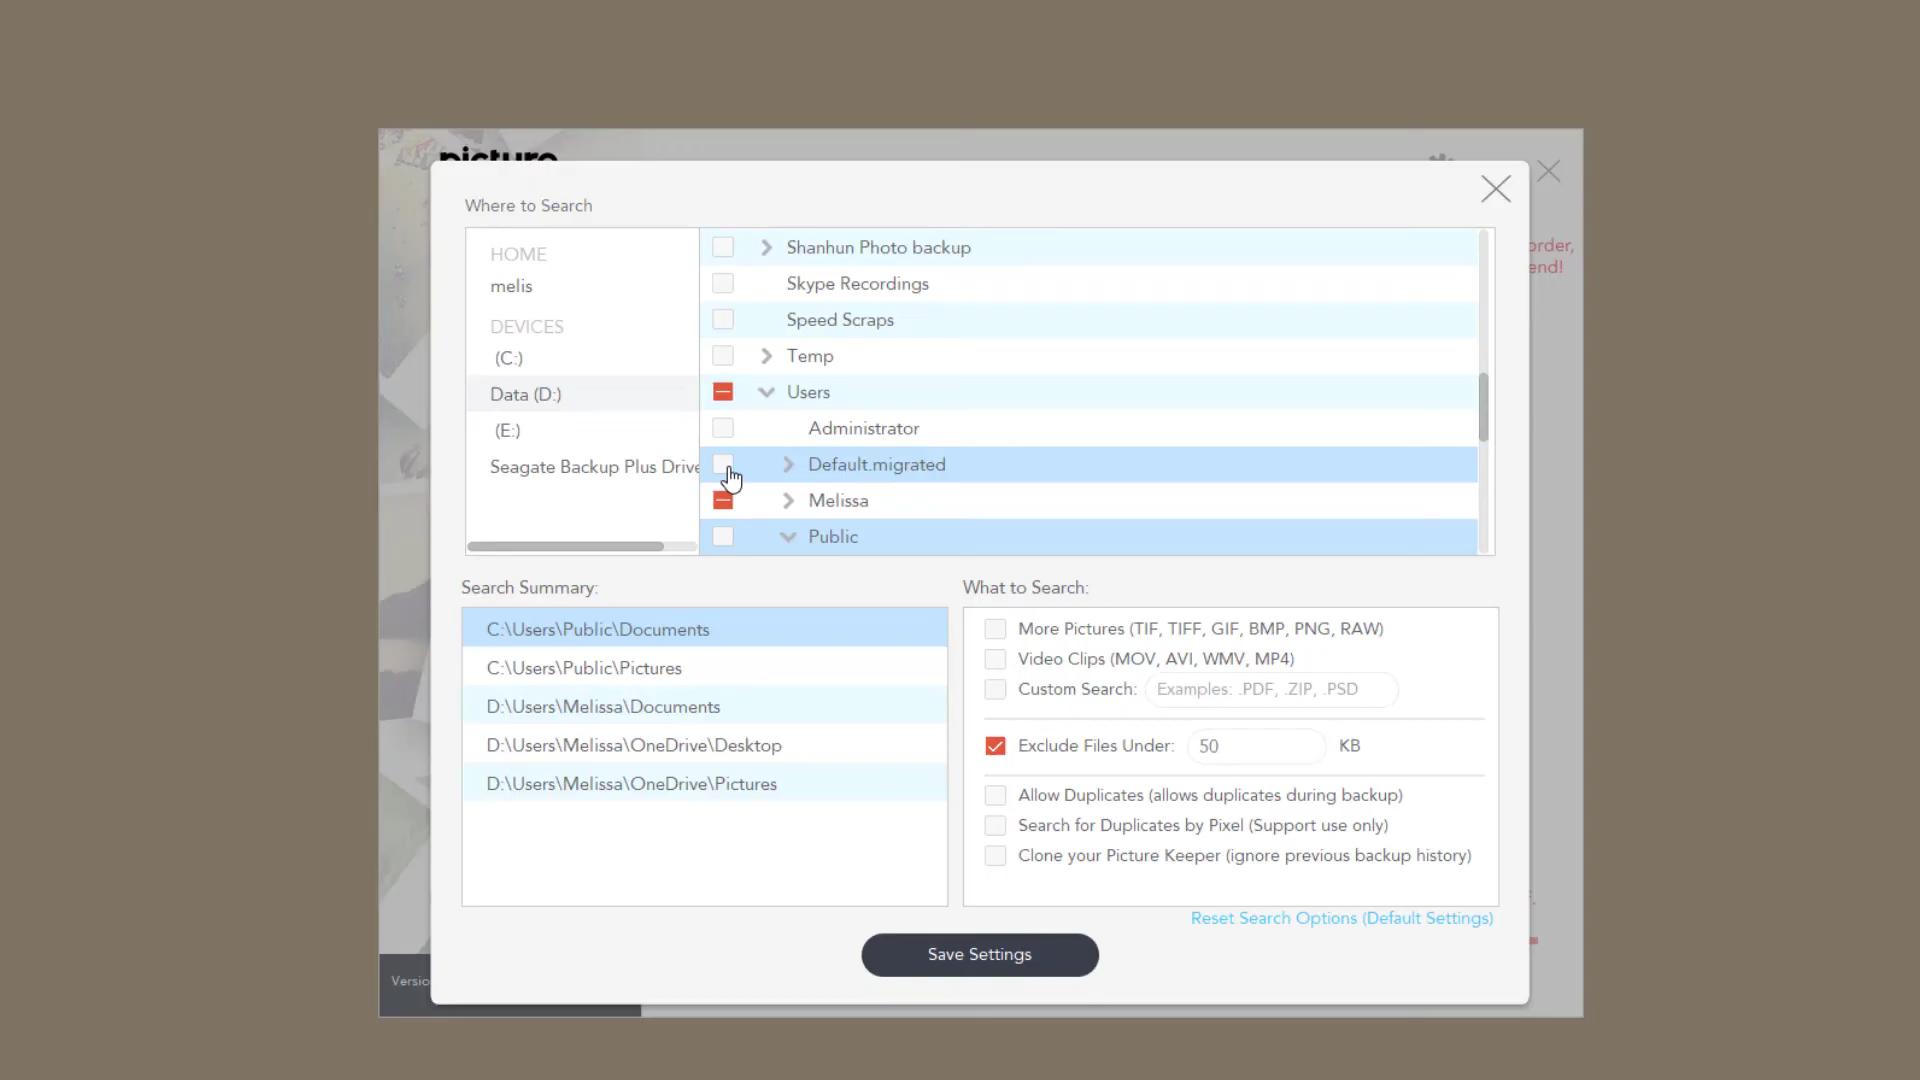 picture
order,
end!
Where to Search
HOME
melis
DEVICES
(C:)
Data (D:)
(E:)
Seagate Backup Plus Drive
Shanhun Photo backup
Skype Recordings
Speed Scraps
Temp
Users
Administrator
Default.migrated
Melissa
Public
Search Summary:
C:\Users\Public\Documents
C:\Users\Public\Pictures
D:\Users\Melissa\Documents
D:\Users\Melissa\OneDrive\Desktop
D:\Users\Melissa\OneDrive\Pictures
What to Search:
More Pictures (TIF, TIFF, GIF, BMP, PNG, RAW)
Video Clips (MOV, AVI, WMV, MP4)
Custom Search: Examples: .PDF, .ZIP, .PSD
Exclude Files Under: 50 KB
Allow Duplicates (allows duplicates during backup)
Search for Duplicates by Pixel (Support use only)
Clone your Picture Keeper (ignore previous backup history)
Reset Search Options (Default Settings)
Save Settings
Versio